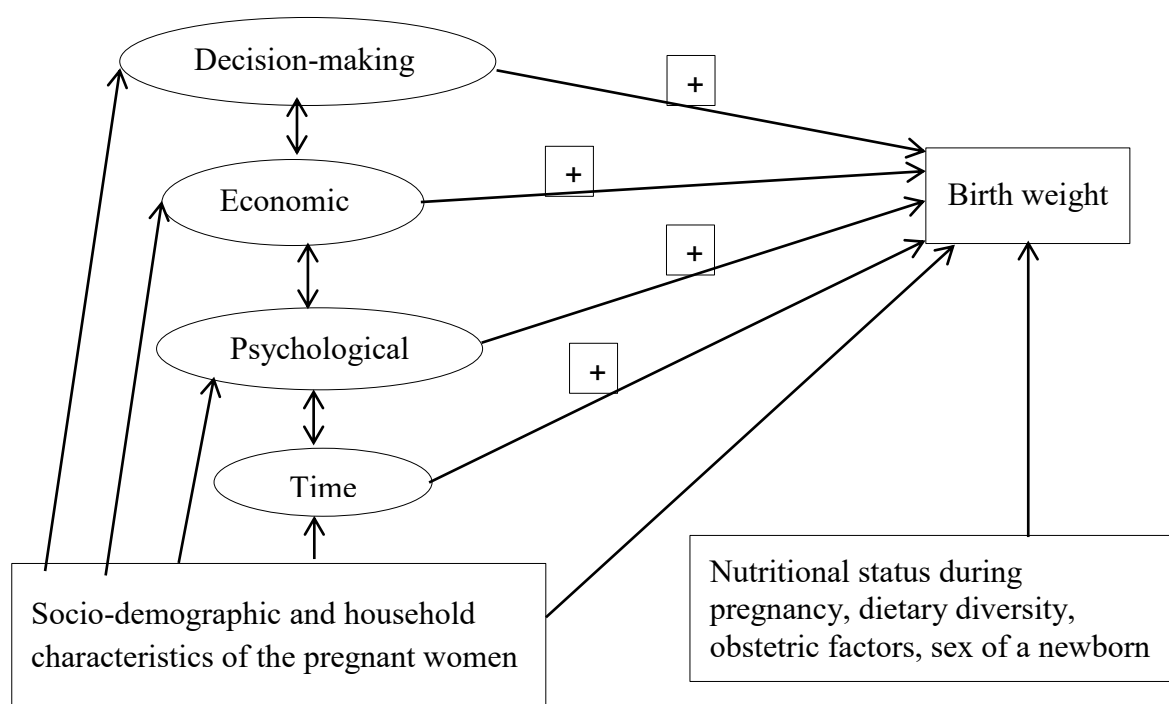 Decision-making
+
+
Economic
Birth weight
+
Psychological
+
Time
Socio-demographic and household
characteristics of the pregnant women
Nutritional status during
pregnancy, dietary diversity,
obstetric factors, sex of a newborn